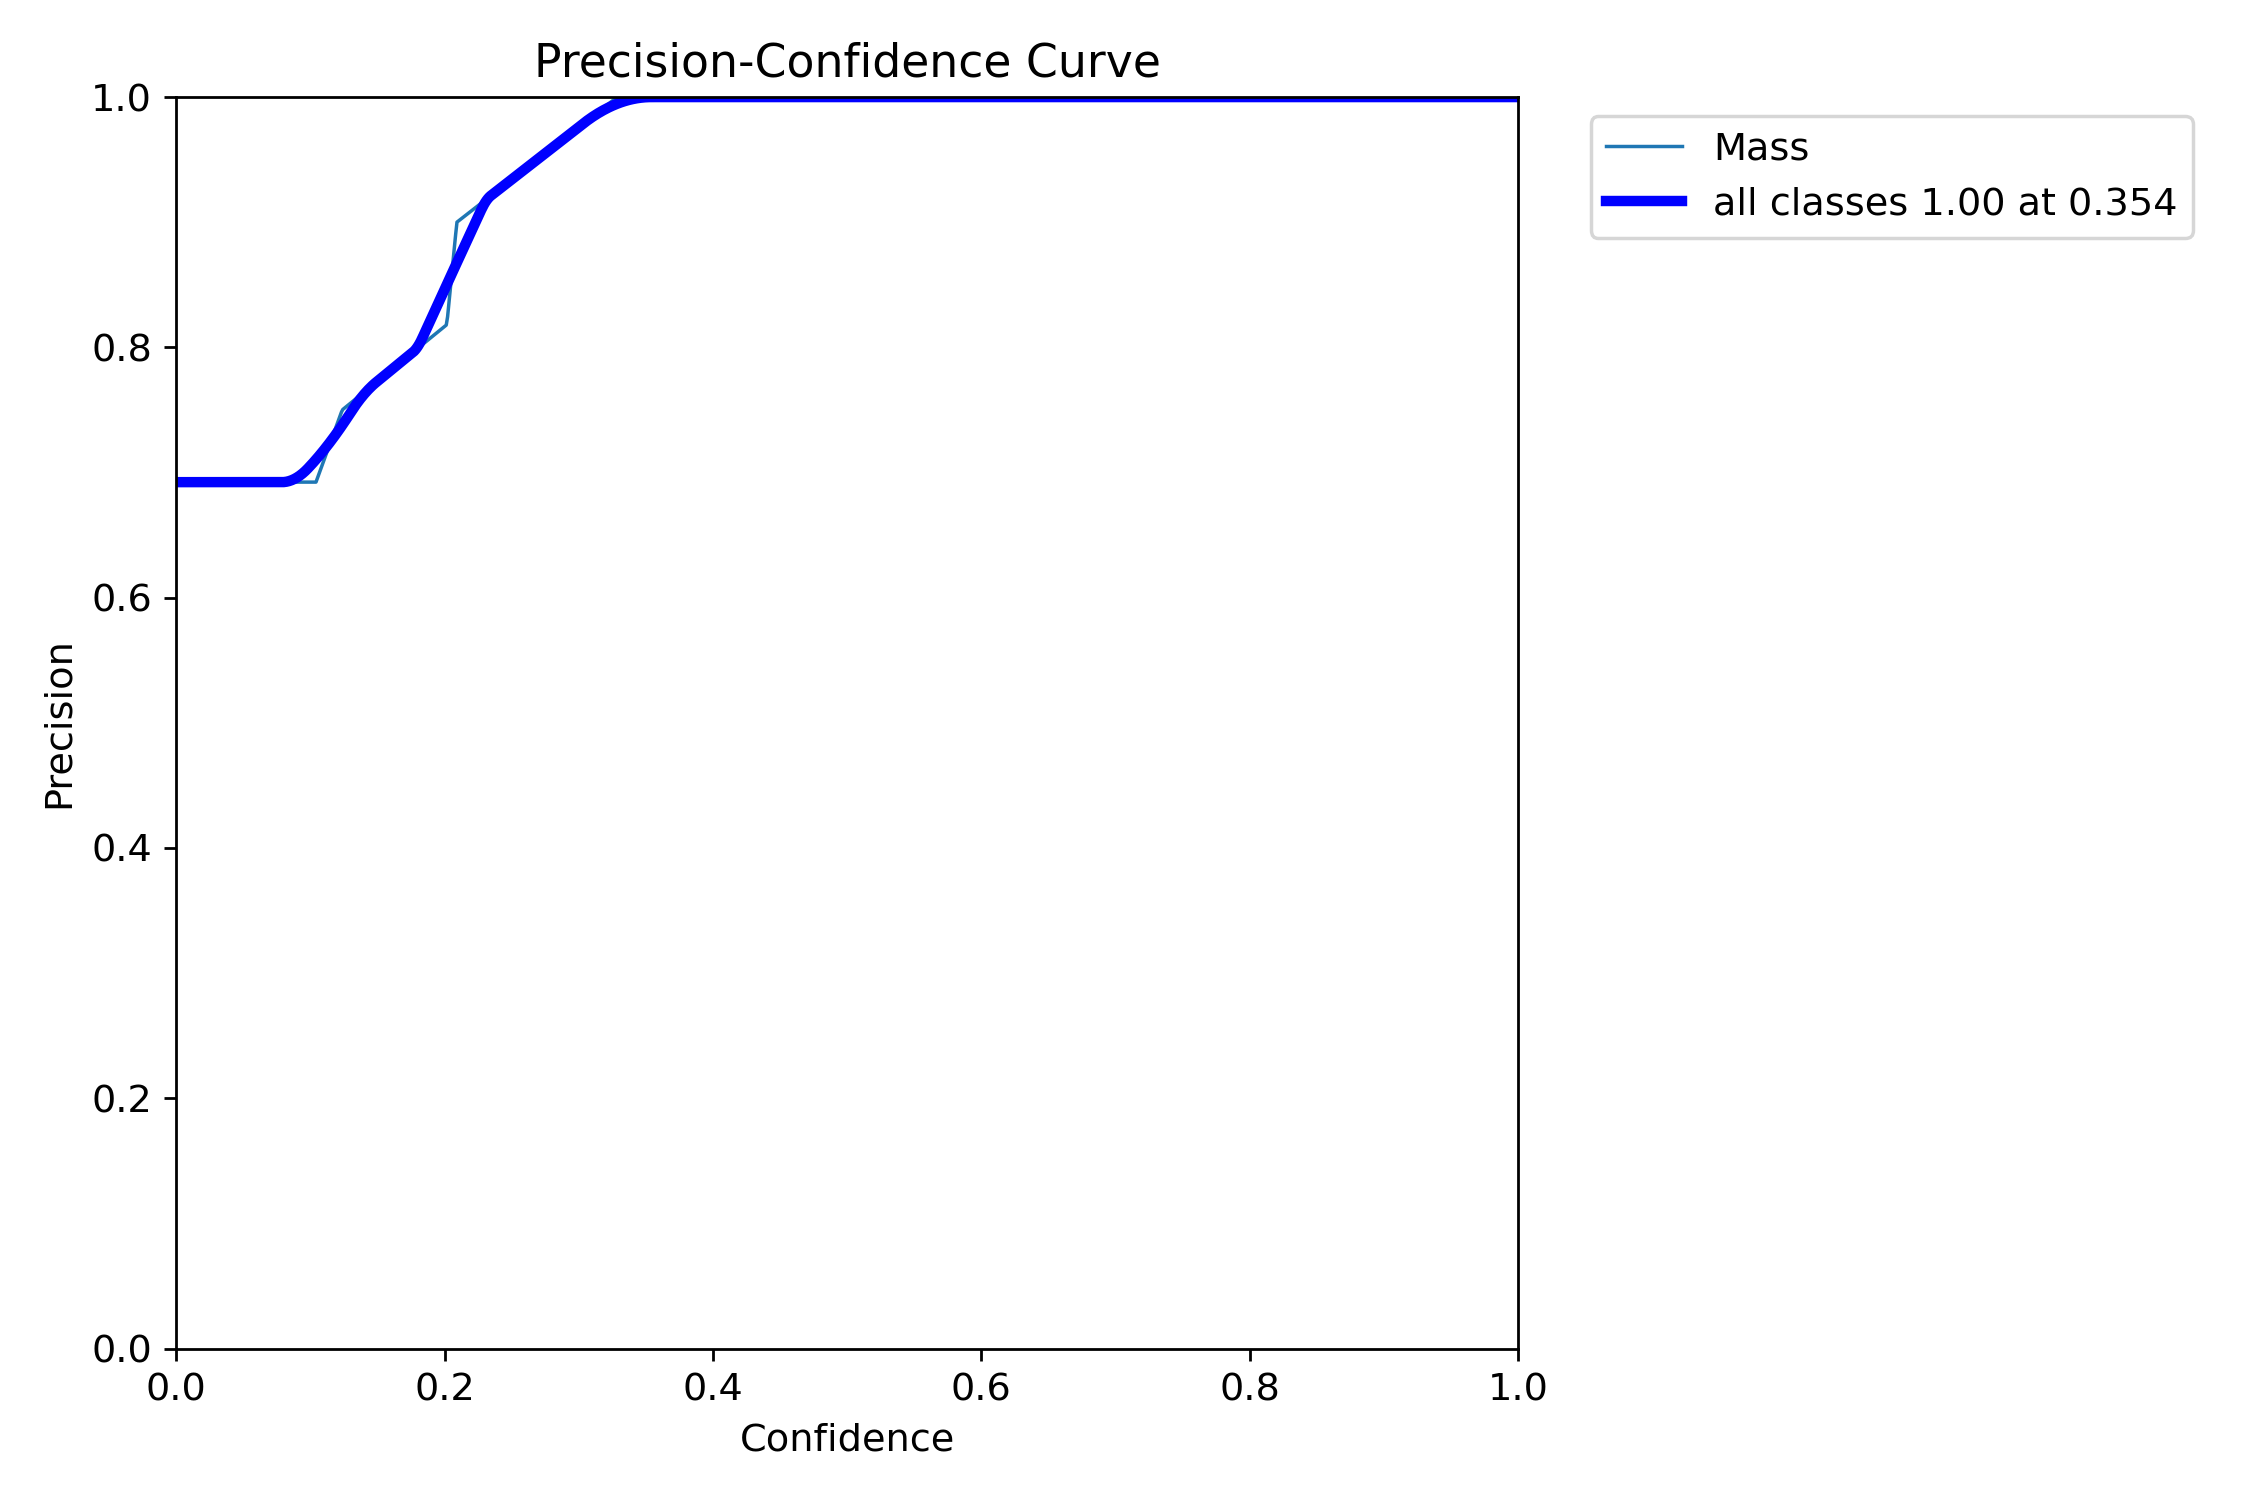 Precision-Confidence Curve
Mass
all classes 1.00 at 0.354
Precision
1.0
0.8
0.6
0.4
0.2
0.0
0.0 0.2 0.4 0.6 0.8 1.0
Confidence